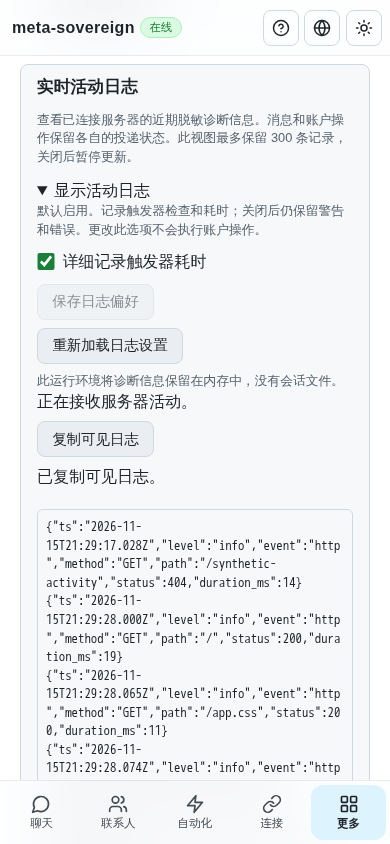 meta-sovereign 在线
实时活动日志
查看已连接服务器的近期脱敏诊断信息。消息和账户操
作保留各自的投递状态。此视图最多保留 300 条记录，
关闭后暂停更新。
▼ 显示活动日志
默认启用。记录触发器检查和耗时；关闭后仍保留警告
和错误。更改此选项不会执行账户操作。
详细记录触发器耗时
保存日志偏好
重新加载日志设置
此运行环境将诊断信息保留在内存中，没有会话文件。
正在接收服务器活动。
复制可见日志
已复制可见日志。
{"ts":"2026-11-
15T21:29:17.028Z","level":"info","event":"http
","method":"GET","path":"/synthetic-
activity","status":404,"duration_ms":14}
{"ts":"2026-11-
15T21:29:28.000Z","level":"info","event":"http
","method":"GET","path":"/","status":200,"dura
tion_ms":19}
{"ts":"2026-11-
15T21:29:28.065Z","level":"info","event":"http
","method":"GET","path":"/app.css","status":20
0,"duration_ms":11}
{"ts":"2026-11-
15T21:29:28.074Z","level":"info","event":"http
聊天 联系人 自动化 连接 更多